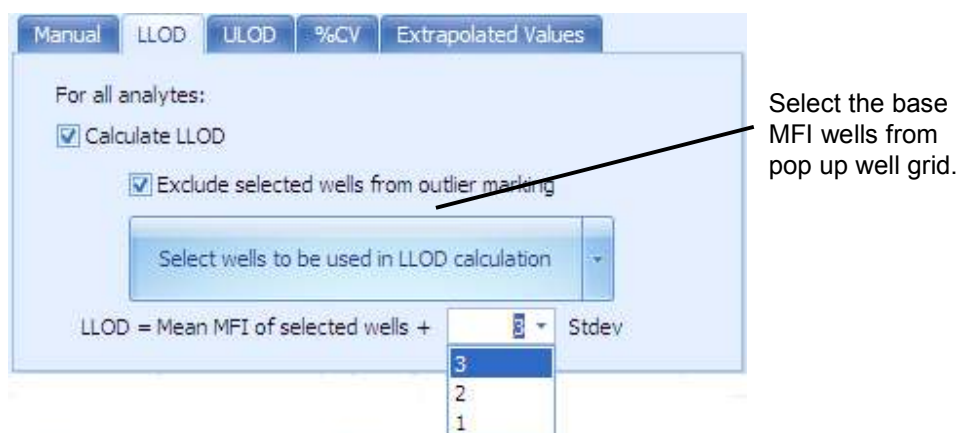 Manual LLOD ULOD %CV Extrapolated Values
For all analytes:
Calculate LLOD
Exclude selected wells from outlier marking
Select wells to be used in LLOD calculation
LLOD = Mean MFI of selected wells + 3 Stdev
3
2
1
Select the base
MFI wells from
pop up well grid.